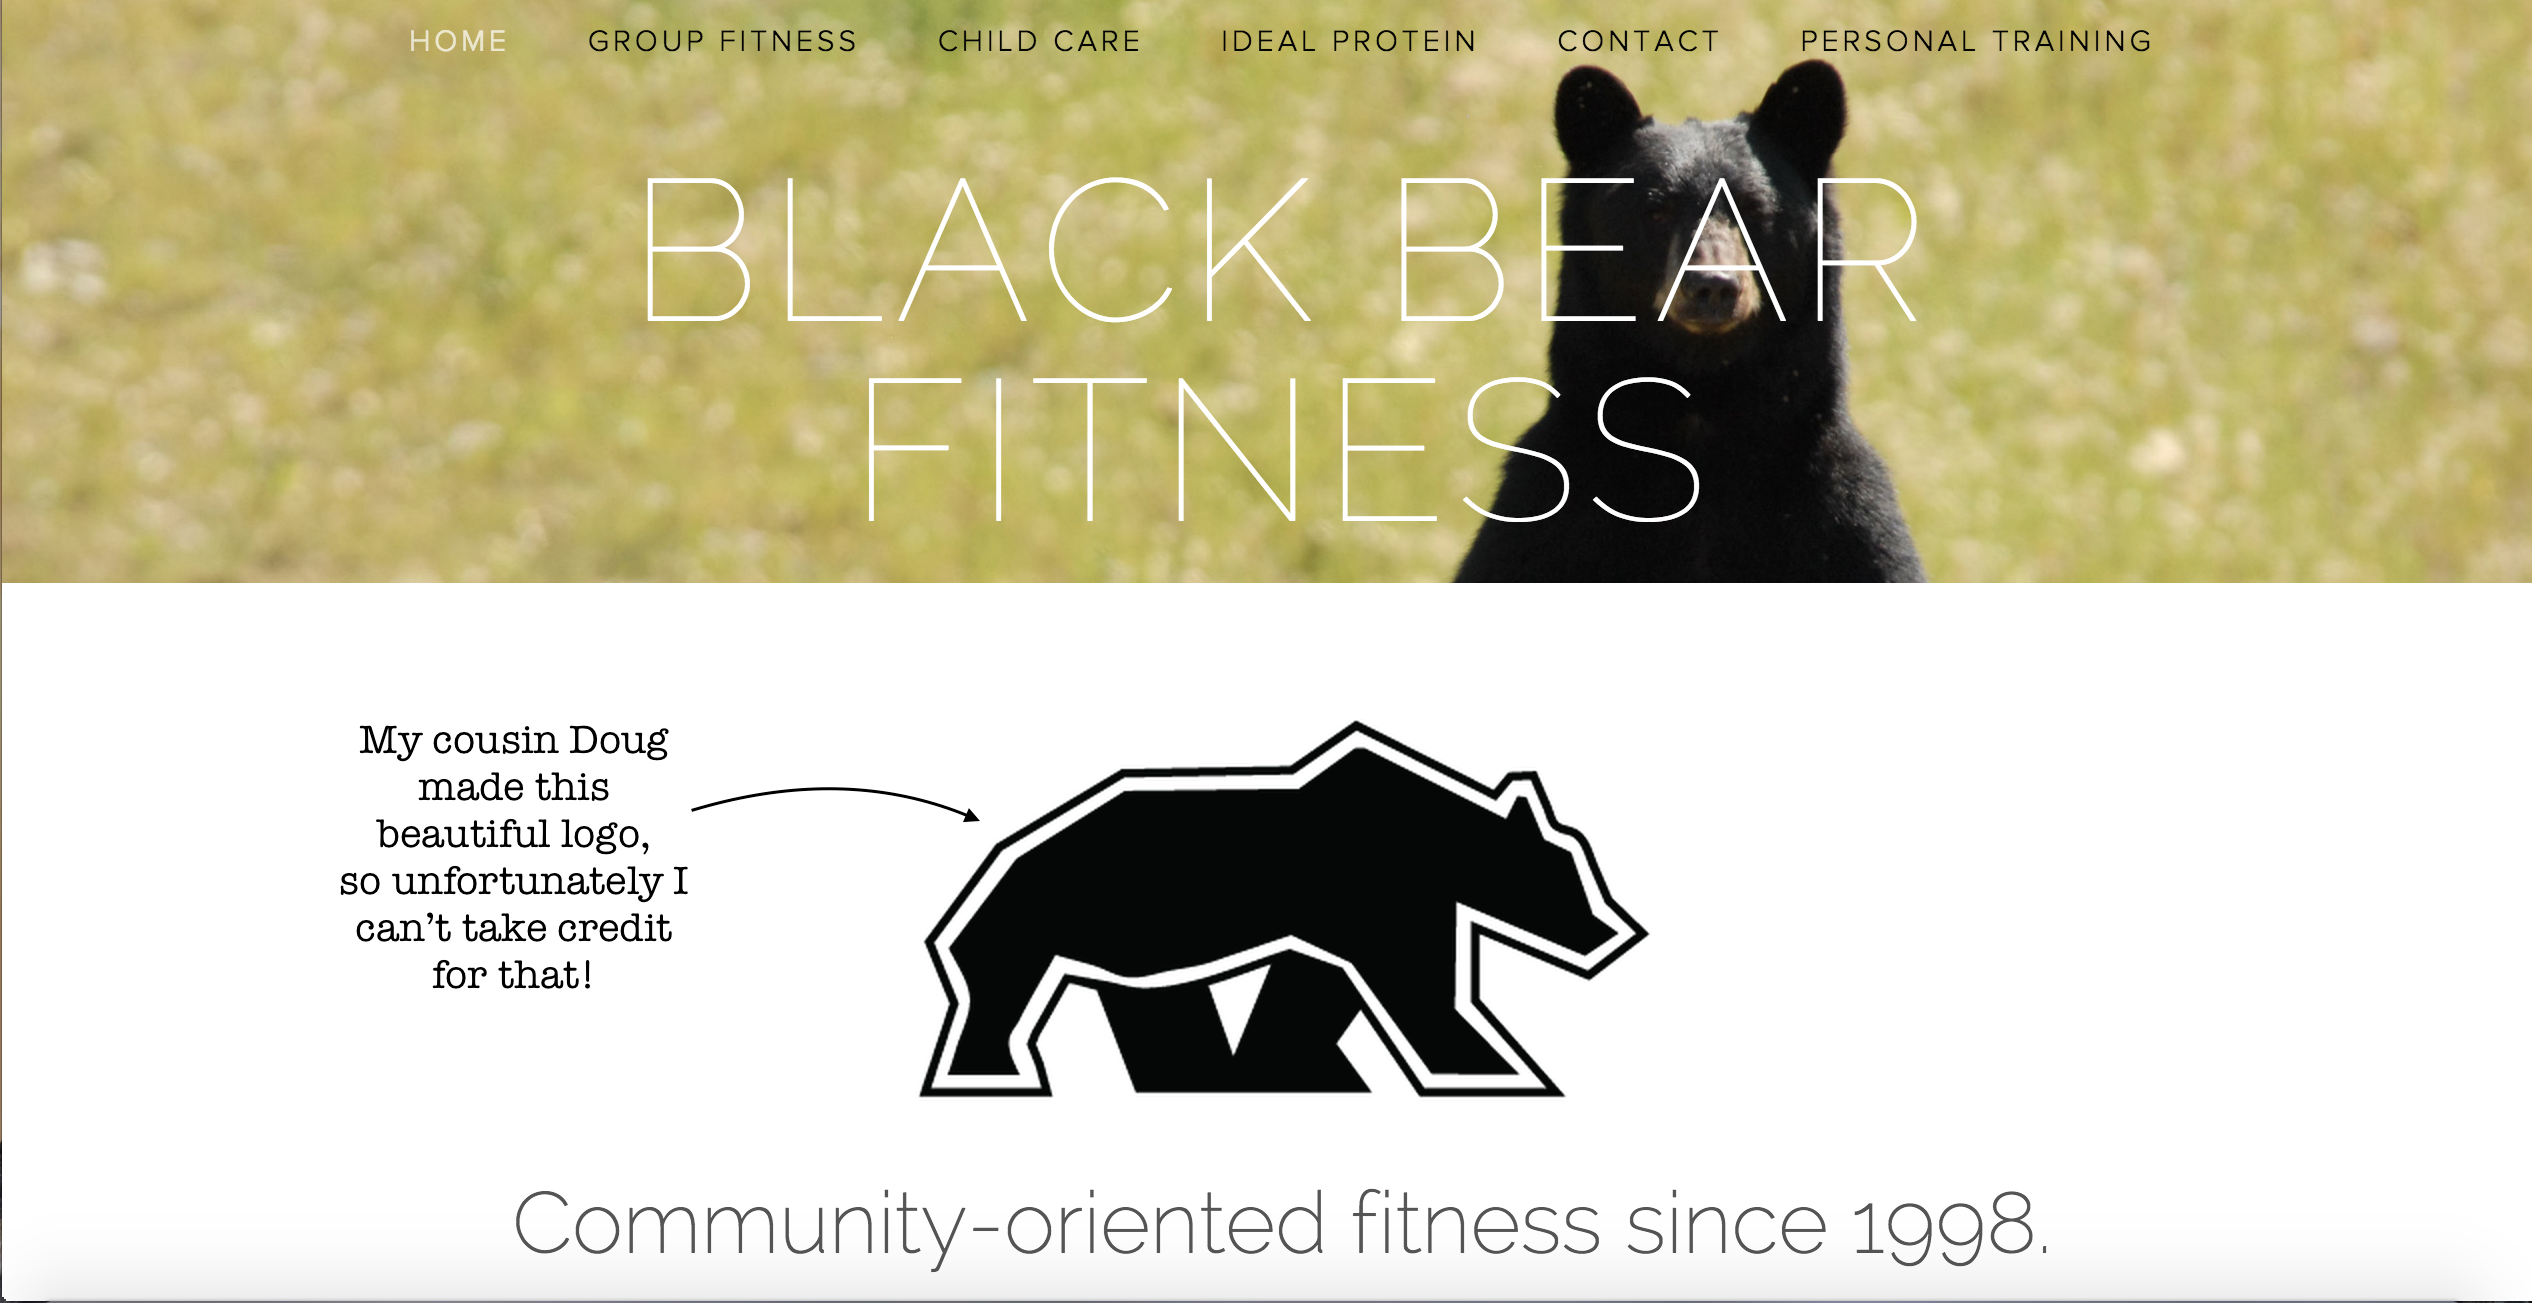 HOME GROUP FITNESS CHILD CARE IDEAL PROTEIN CONTACT PERSONAL TRAINING
BLACK BEAR
FITNESS
My cousin Doug
made this
beautiful logo,
so unfortunately I
can’t take credit
for that!
Community-oriented fitness since 1998.